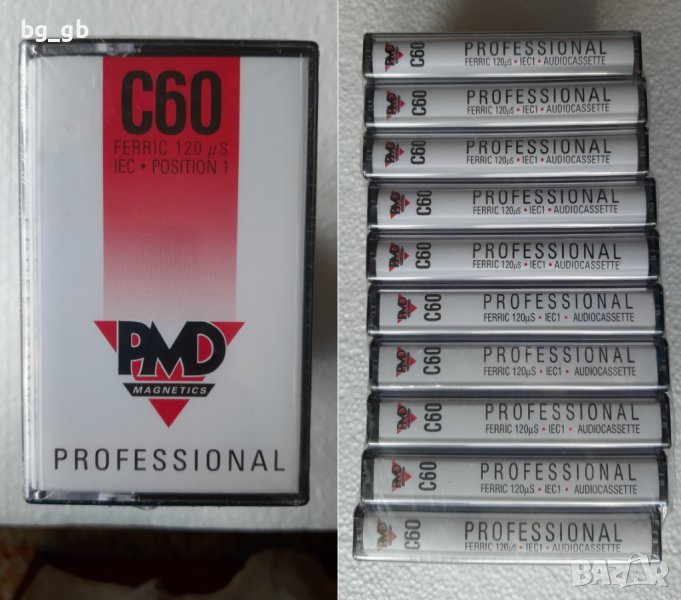 bg_gb
C60
FERRIC 120 µS
IEC • POSITION 1
PMD
MAGNETICS
PROFESSIONAL
PMD C60 PROFESSIONAL
FERRIC 120µS • IEC1 • AUDIOCASSETTE
PMD C60 PROFESSIONAL
FERRIC 120µS • IEC1 • AUDIOCASSETTE
PMD C60 PROFESSIONAL
FERRIC 120µS • IEC1 • AUDIOCASSETTE
PMD C60 PROFESSIONAL
FERRIC 120µS • IEC1 • AUDIOCASSETTE
PMD C60 PROFESSIONAL
FERRIC 120µS • IEC1 • AUDIOCASSETTE
PMD C60 PROFESSIONAL
FERRIC 120µS • IEC1 • AUDIOCASSETTE
PMD C60 PROFESSIONAL
FERRIC 120µS • IEC1 • AUDIOCASSETTE
PMD C60 PROFESSIONAL
FERRIC 120µS • IEC1 • AUDIOCASSETTE
PMD C60 PROFESSIONAL
FERRIC 120µS • IEC1 • AUDIOCASSETTE
PMD C60 PROFESSIONAL
FERRIC 120µS • IEC1 • AUDIOCASSETTE
BAZAR